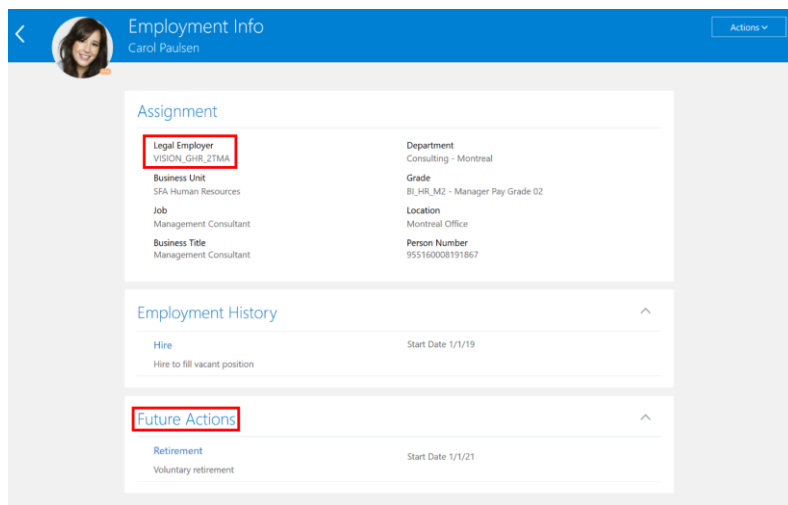 Employment Info
Carol Paulsen
Actions
Assignment
Legal Employer
VISION_GHR_2TMA
Department
Consulting - Montreal
Business Unit
SFA Human Resources
Grade
BI_HR_M2 - Manager Pay Grade 02
Job
Management Consultant
Location
Montreal Office
Business Title
Management Consultant
Person Number
955160008191867
Employment History
Hire
Start Date 1/1/19
Hire to fill vacant position
Future Actions
Retirement
Start Date 1/1/21
Voluntary retirement